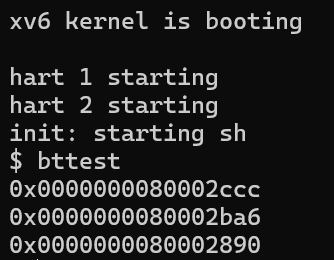 xv6 kernel is booting
hart 1 starting
hart 2 starting
init: starting sh
$ bttest
0x0000000080002ccc
0x0000000080002ba6
0x0000000080002890